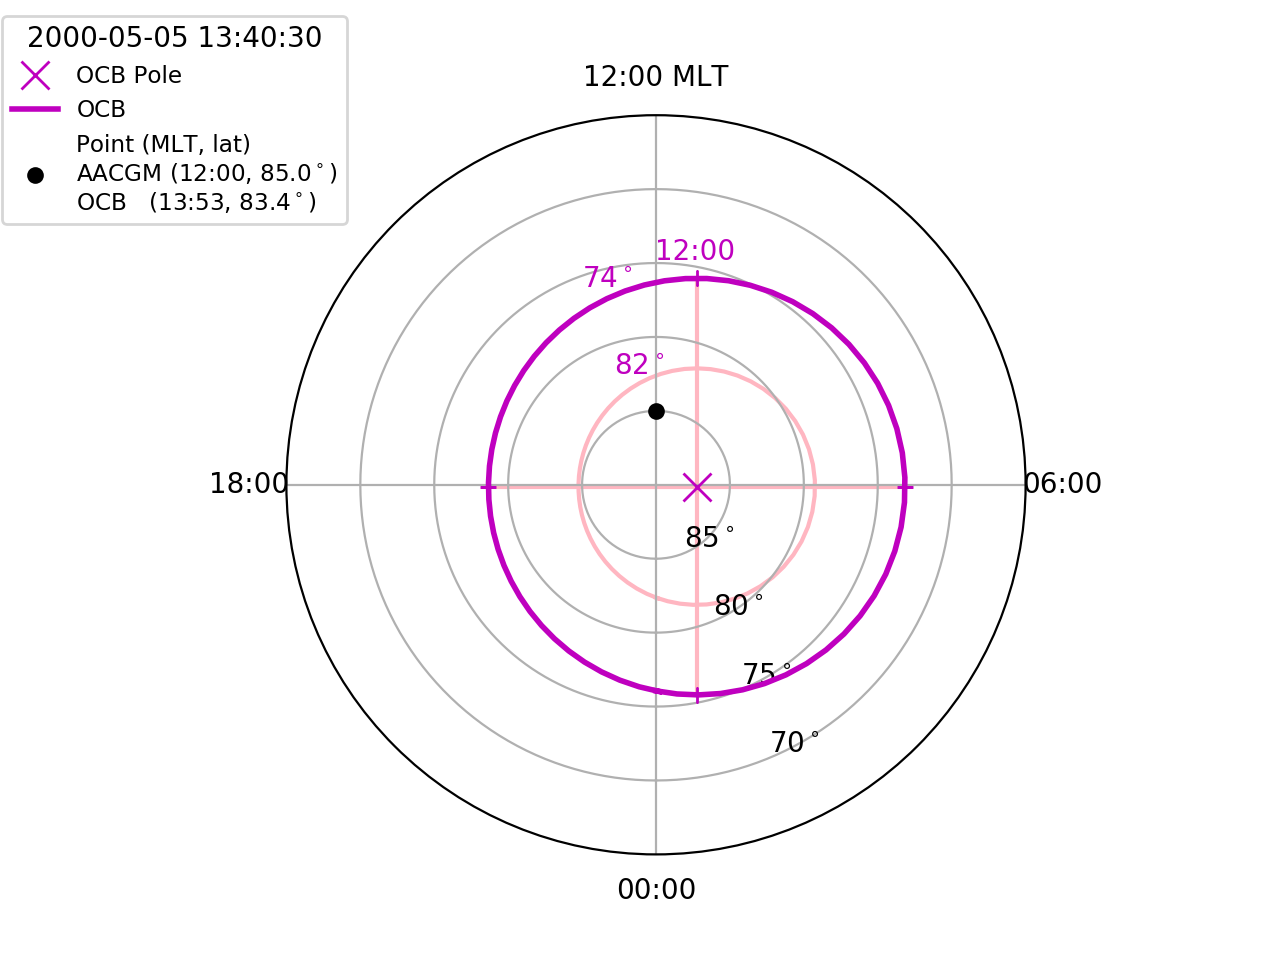 2000-05-05 13:40:30
OCB Pole
OCB
Point (MLT, lat)
AACGM (12:00, 85.0°)
OCB (13:53, 83.4°)
12:00 MLT
12:00
74°
82°
18:00
06:00
85°
80°
75°
70°
00:00